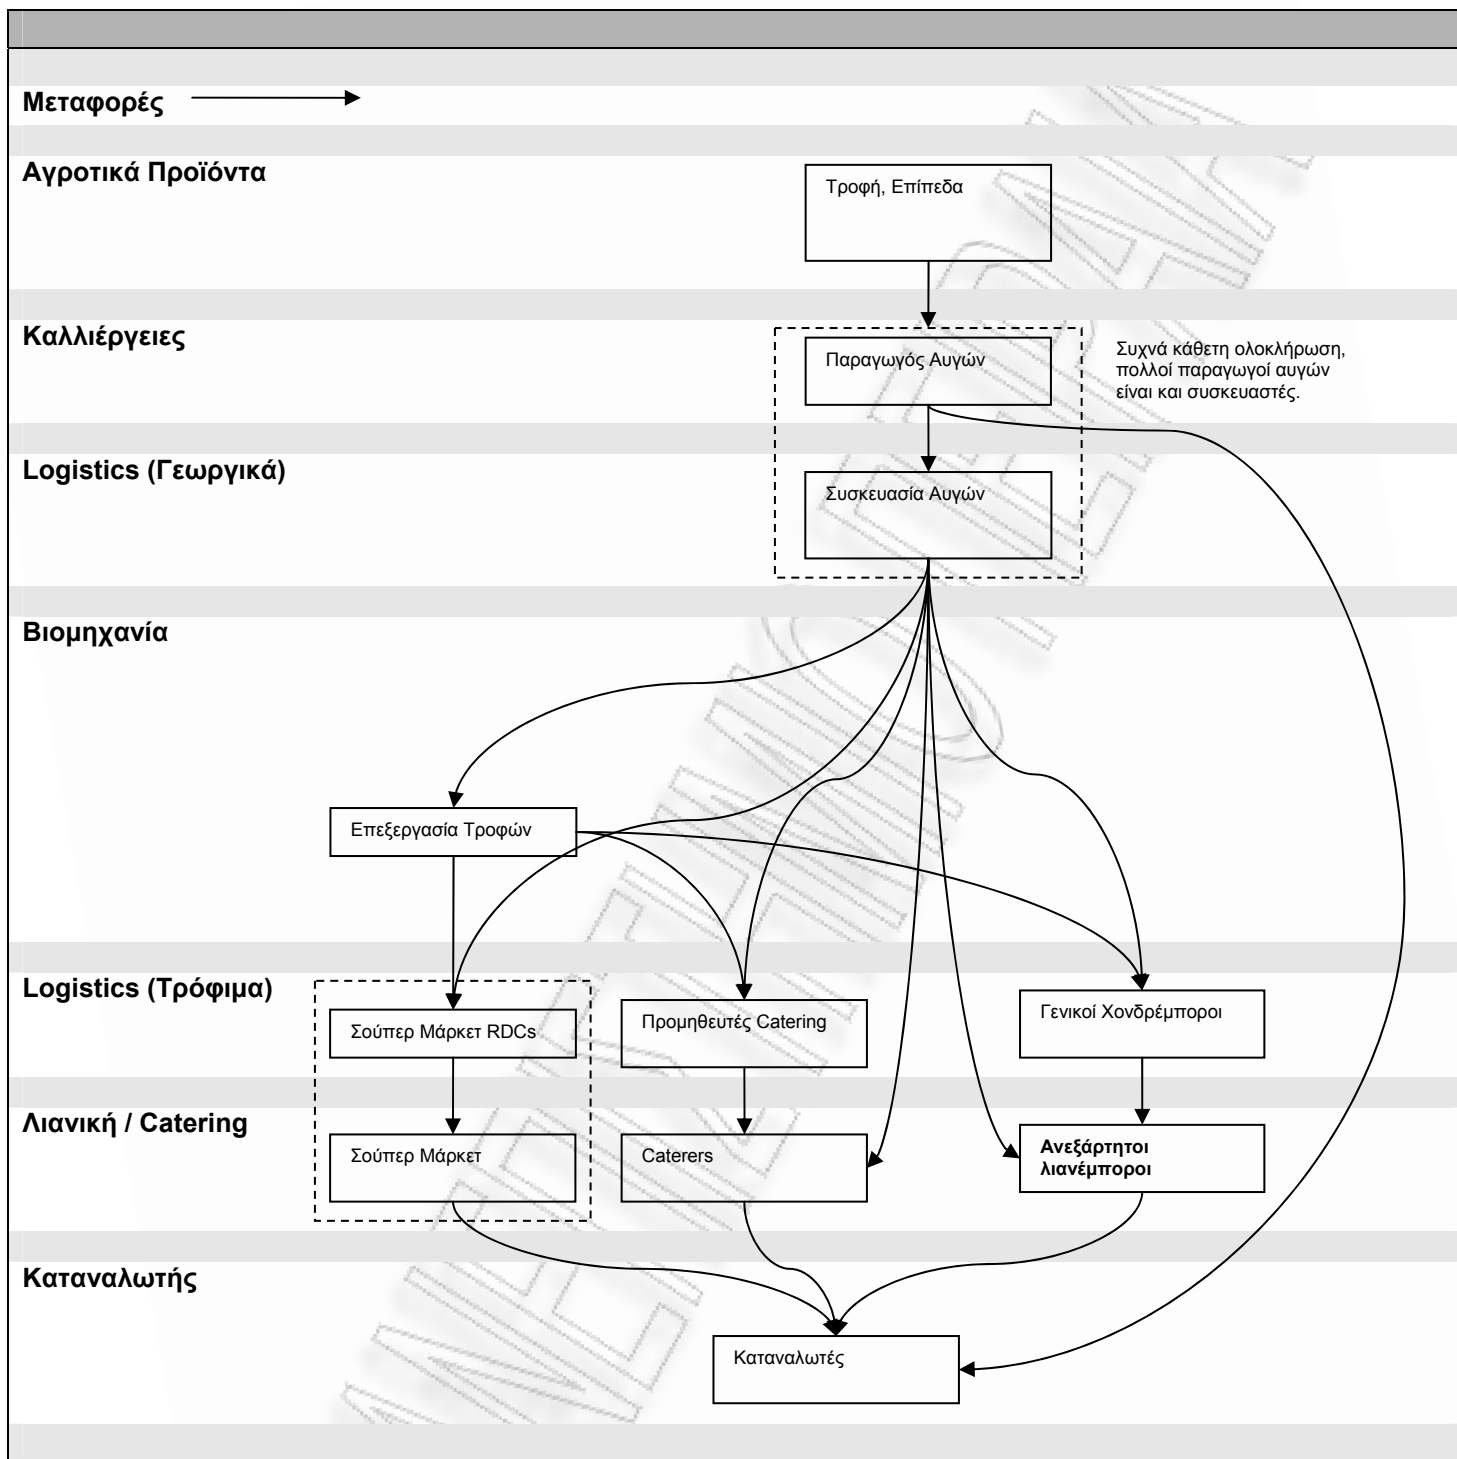 Μεταφορές
Αγροτικά Προϊόντα
Τροφή, Επίπεδα
Καλλιέργειες
Παραγωγός Αυγών
Συχνά κάθετη ολοκλήρωση,
πολλοί παραγωγοί αυγών
είναι και συσκευαστές.
Logistics (Γεωργικά)
Συσκευασία Αυγών
Βιομηχανία
Επεξεργασία Τροφών
Logistics (Τρόφιμα)
Σούπερ Μάρκετ RDCs
Προμηθευτές Catering
Γενικοί Χονδρέμποροι
Λιανική / Catering
Σούπερ Μάρκετ
Caterers
Ανεξάρτητοι
λιανέμποροι
Καταναλωτής
Καταναλωτές